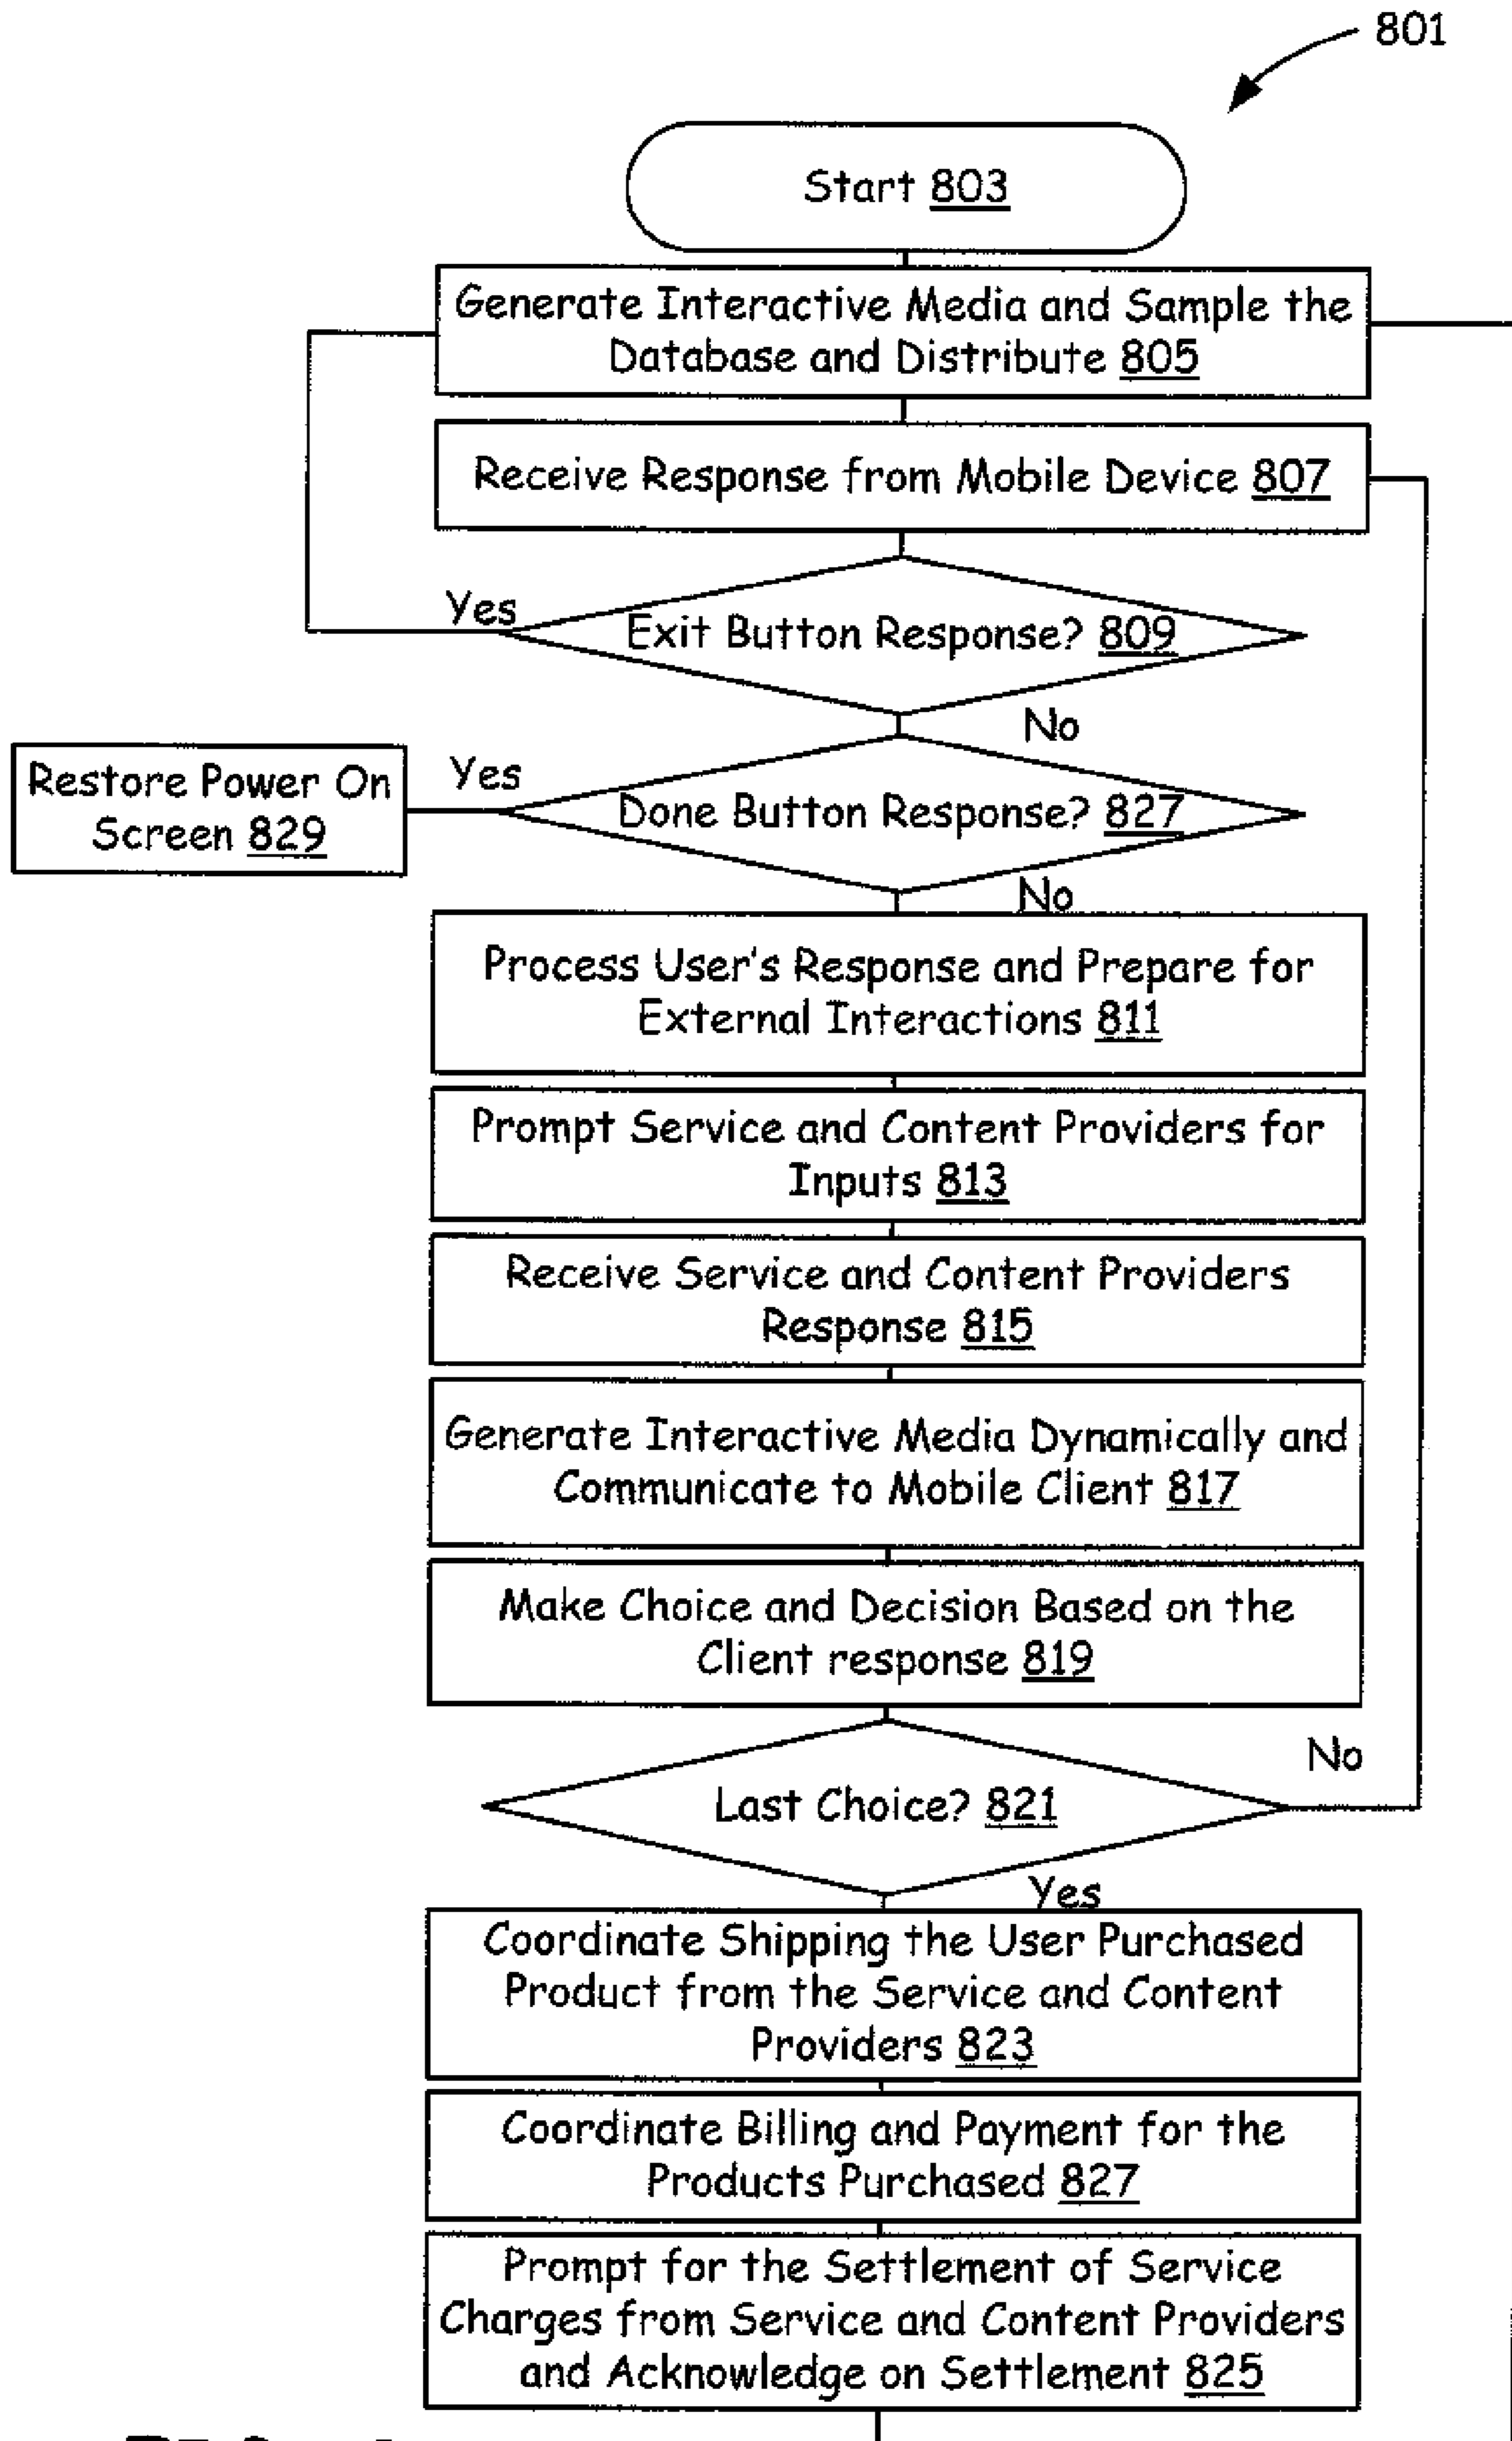 801
Start 803
Generate Interactive Media and Sample the
Database and Distribute 805
Receive Response from Mobile Device 807
Yes
Exit Button Response? 809
No
Restore Power On
Screen 829
Yes
Done Button Response? 827
No
Process User's Response and Prepare for
External Interactions 811
Prompt Service and Content Providers for
Inputs 813
Receive Service and Content Providers
Response 815
Generate Interactive Media Dynamically and
Communicate to Mobile Client 817
Make Choice and Decision Based on the
Client response 819
No
Last Choice? 821
Yes
Coordinate Shipping the User Purchased
Product from the Service and Content
Providers 823
Coordinate Billing and Payment for the
Products Purchased 827
Prompt for the Settlement of Service
Charges from Service and Content Providers
and Acknowledge on Settlement 825